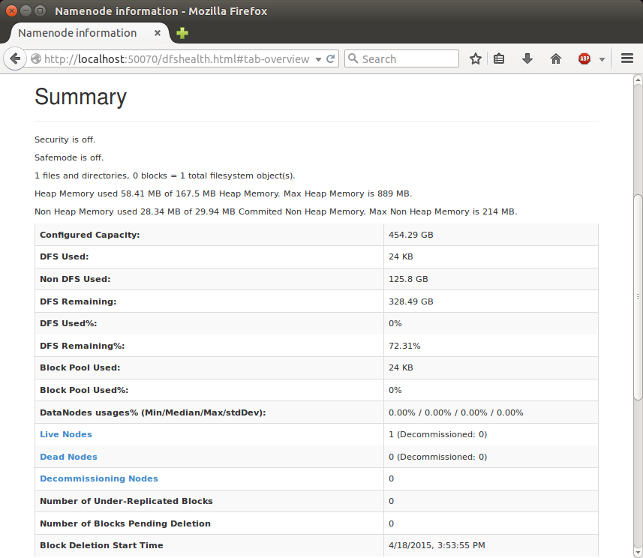 Namenode information - Mozilla Firefox
Namenode information
http://localhost:50070/dfshealth.html#tab-overview
Search
ABP
Summary
Security is off.
Safemode is off.
1 files and directories, 0 blocks = 1 total filesystem object(s).
Heap Memory used 58.41 MB of 167.5 MB Heap Memory. Max Heap Memory is 889 MB.
Non Heap Memory used 28.34 MB of 29.94 MB Commited Non Heap Memory. Max Non Heap Memory is 214 MB.
Configured Capacity: 454.29 GB
DFS Used: 24 KB
Non DFS Used: 125.8 GB
DFS Remaining: 328.49 GB
DFS Used%: 0%
DFS Remaining%: 72.31%
Block Pool Used: 24 KB
Block Pool Used%: 0%
DataNodes usages% (Min/Median/Max/stdDev): 0.00% / 0.00% / 0.00% / 0.00%
Live Nodes 1 (Decommissioned: 0)
Dead Nodes 0 (Decommissioned: 0)
Decommissioning Nodes 0
Number of Under-Replicated Blocks 0
Number of Blocks Pending Deletion 0
Block Deletion Start Time 4/18/2015, 3:53:55 PM